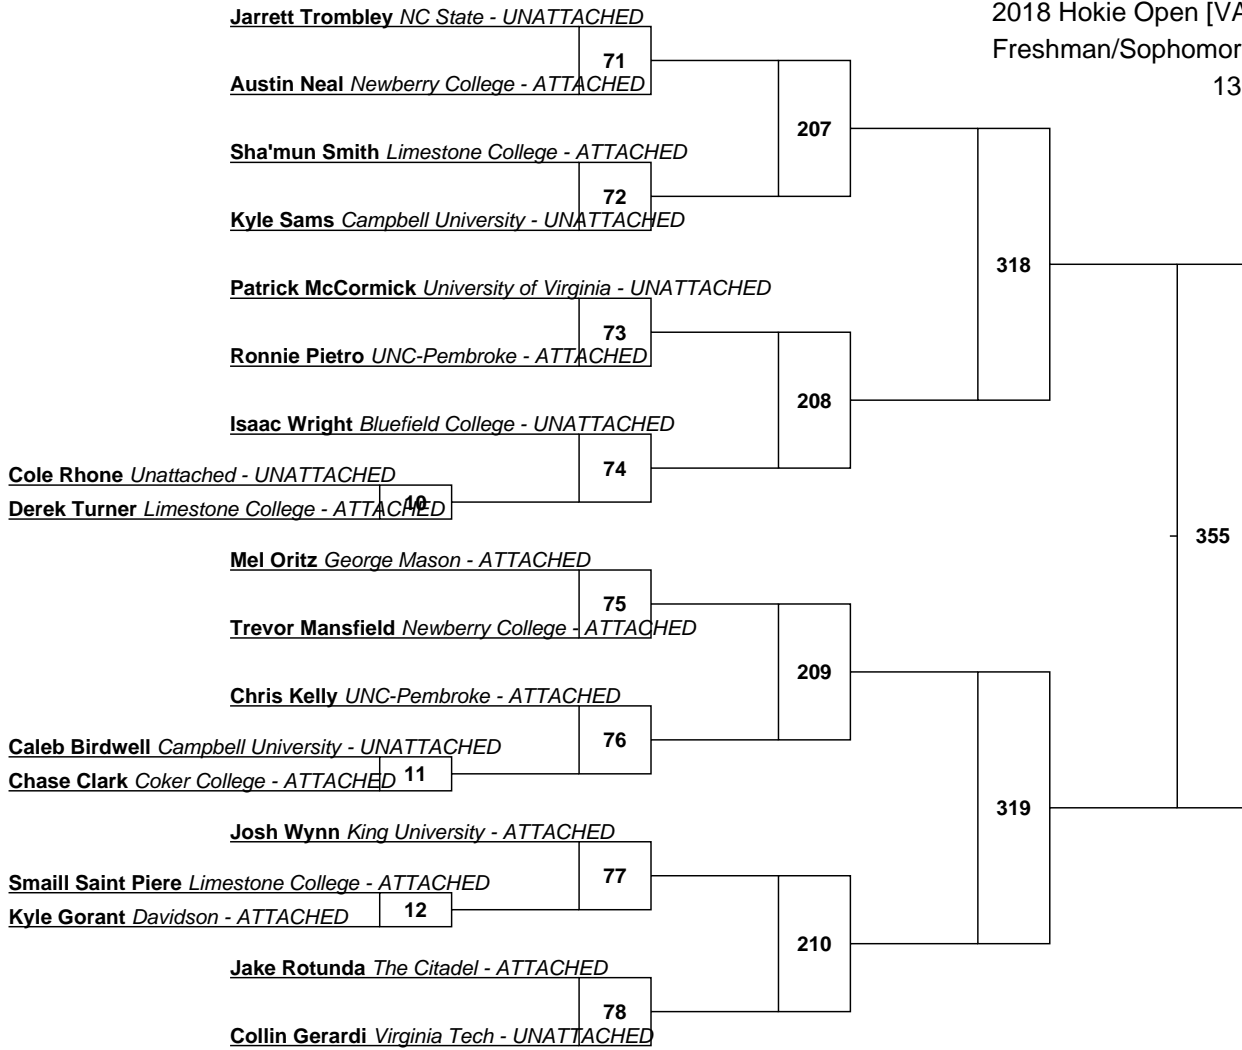 Jarrett Trombley NC State - UNATTACHED
2018 Hokie Open [VA
Freshman/Sophomor
13
71
Austin Neal Newberry College - ATTACHED
207
Sha'mun Smith Limestone College - ATTACHED
72
Kyle Sams Campbell University - UNATTACHED
318
Patrick McCormick University of Virginia - UNATTACHED
73
Ronnie Pietro UNC-Pembroke - ATTACHED
208
Isaac Wright Bluefield College - UNATTACHED
74
Cole Rhone Unattached - UNATTACHED
10
Derek Turner Limestone College - ATTACHED
355
Mel Oritz George Mason - ATTACHED
75
Trevor Mansfield Newberry College - ATTACHED
209
Chris Kelly UNC-Pembroke - ATTACHED
76
Caleb Birdwell Campbell University - UNATTACHED
11
Chase Clark Coker College - ATTACHED
319
Josh Wynn King University - ATTACHED
77
Smaill Saint Piere Limestone College - ATTACHED
12
Kyle Gorant Davidson - ATTACHED
210
Jake Rotunda The Citadel - ATTACHED
78
Collin Gerardi Virginia Tech - UNATTACHED